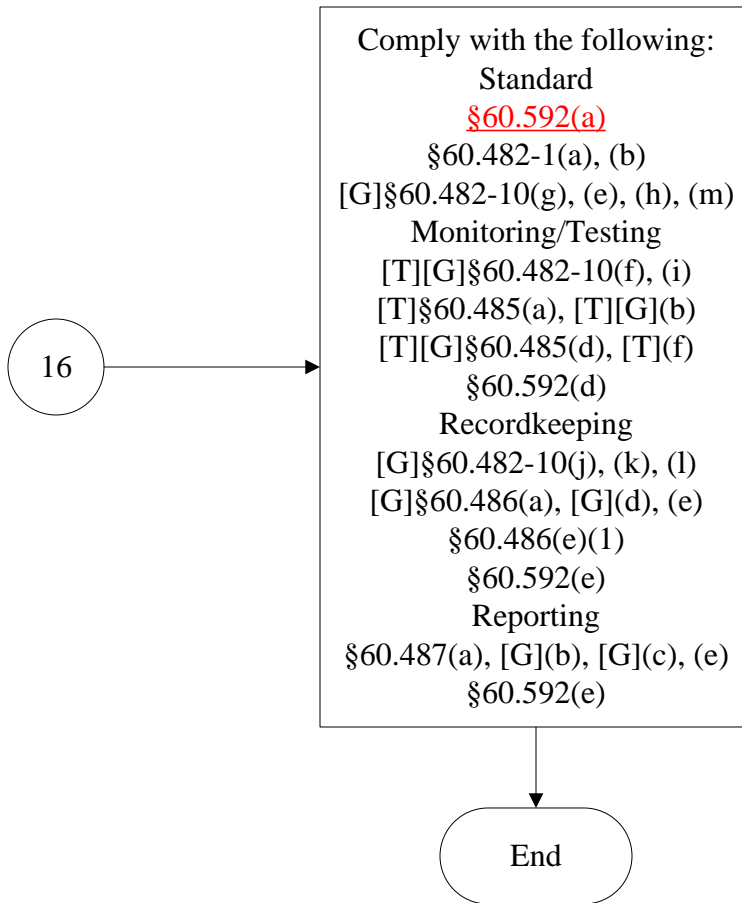 Comply with the following:
Standard
§60.592(a)
§60.482-1(a), (b)
[G]§60.482-10(g), (e), (h), (m)
Monitoring/Testing
[T][G]§60.482-10(f), (i)
[T]§60.485(a), [T][G](b)
[T][G]§60.485(d), [T](f)
§60.592(d)
Recordkeeping
[G]§60.482-10(j), (k), (l)
[G]§60.486(a), [G](d), (e)
§60.486(e)(1)
§60.592(e)
Reporting
§60.487(a), [G](b), [G](c), (e)
§60.592(e)
16
End